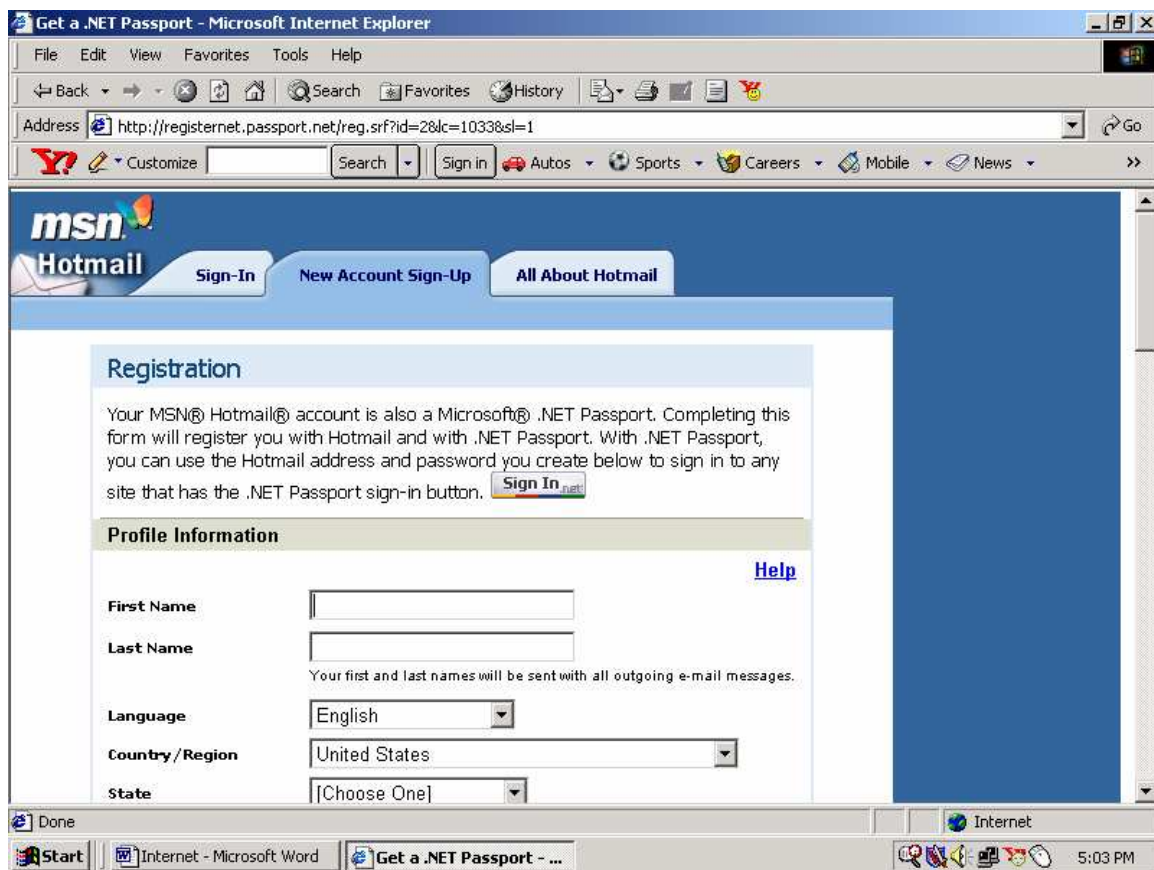 Get a .NET Passport - Microsoft Internet Explorer
File Edit View Favorites Tools Help
Back Search Favorites History
Address http://registernet.passport.net/reg.srf?id=2&lc=1033&sl=1 Go
Y? Customize Search Sign in Autos Sports Careers Mobile News »
msn
Hotmail Sign-In New Account Sign-Up All About Hotmail
Registration
Your MSN® Hotmail® account is also a Microsoft® .NET Passport. Completing this
form will register you with Hotmail and with .NET Passport. With .NET Passport,
you can use the Hotmail address and password you create below to sign in to any
site that has the .NET Passport sign-in button. Sign In.net
Profile Information
Help
First Name
Last Name
Your first and last names will be sent with all outgoing e-mail messages.
Language English
Country/Region United States
State [Choose One]
Done Internet
Start Internet - Microsoft Word Get a .NET Passport - ... 5:03 PM